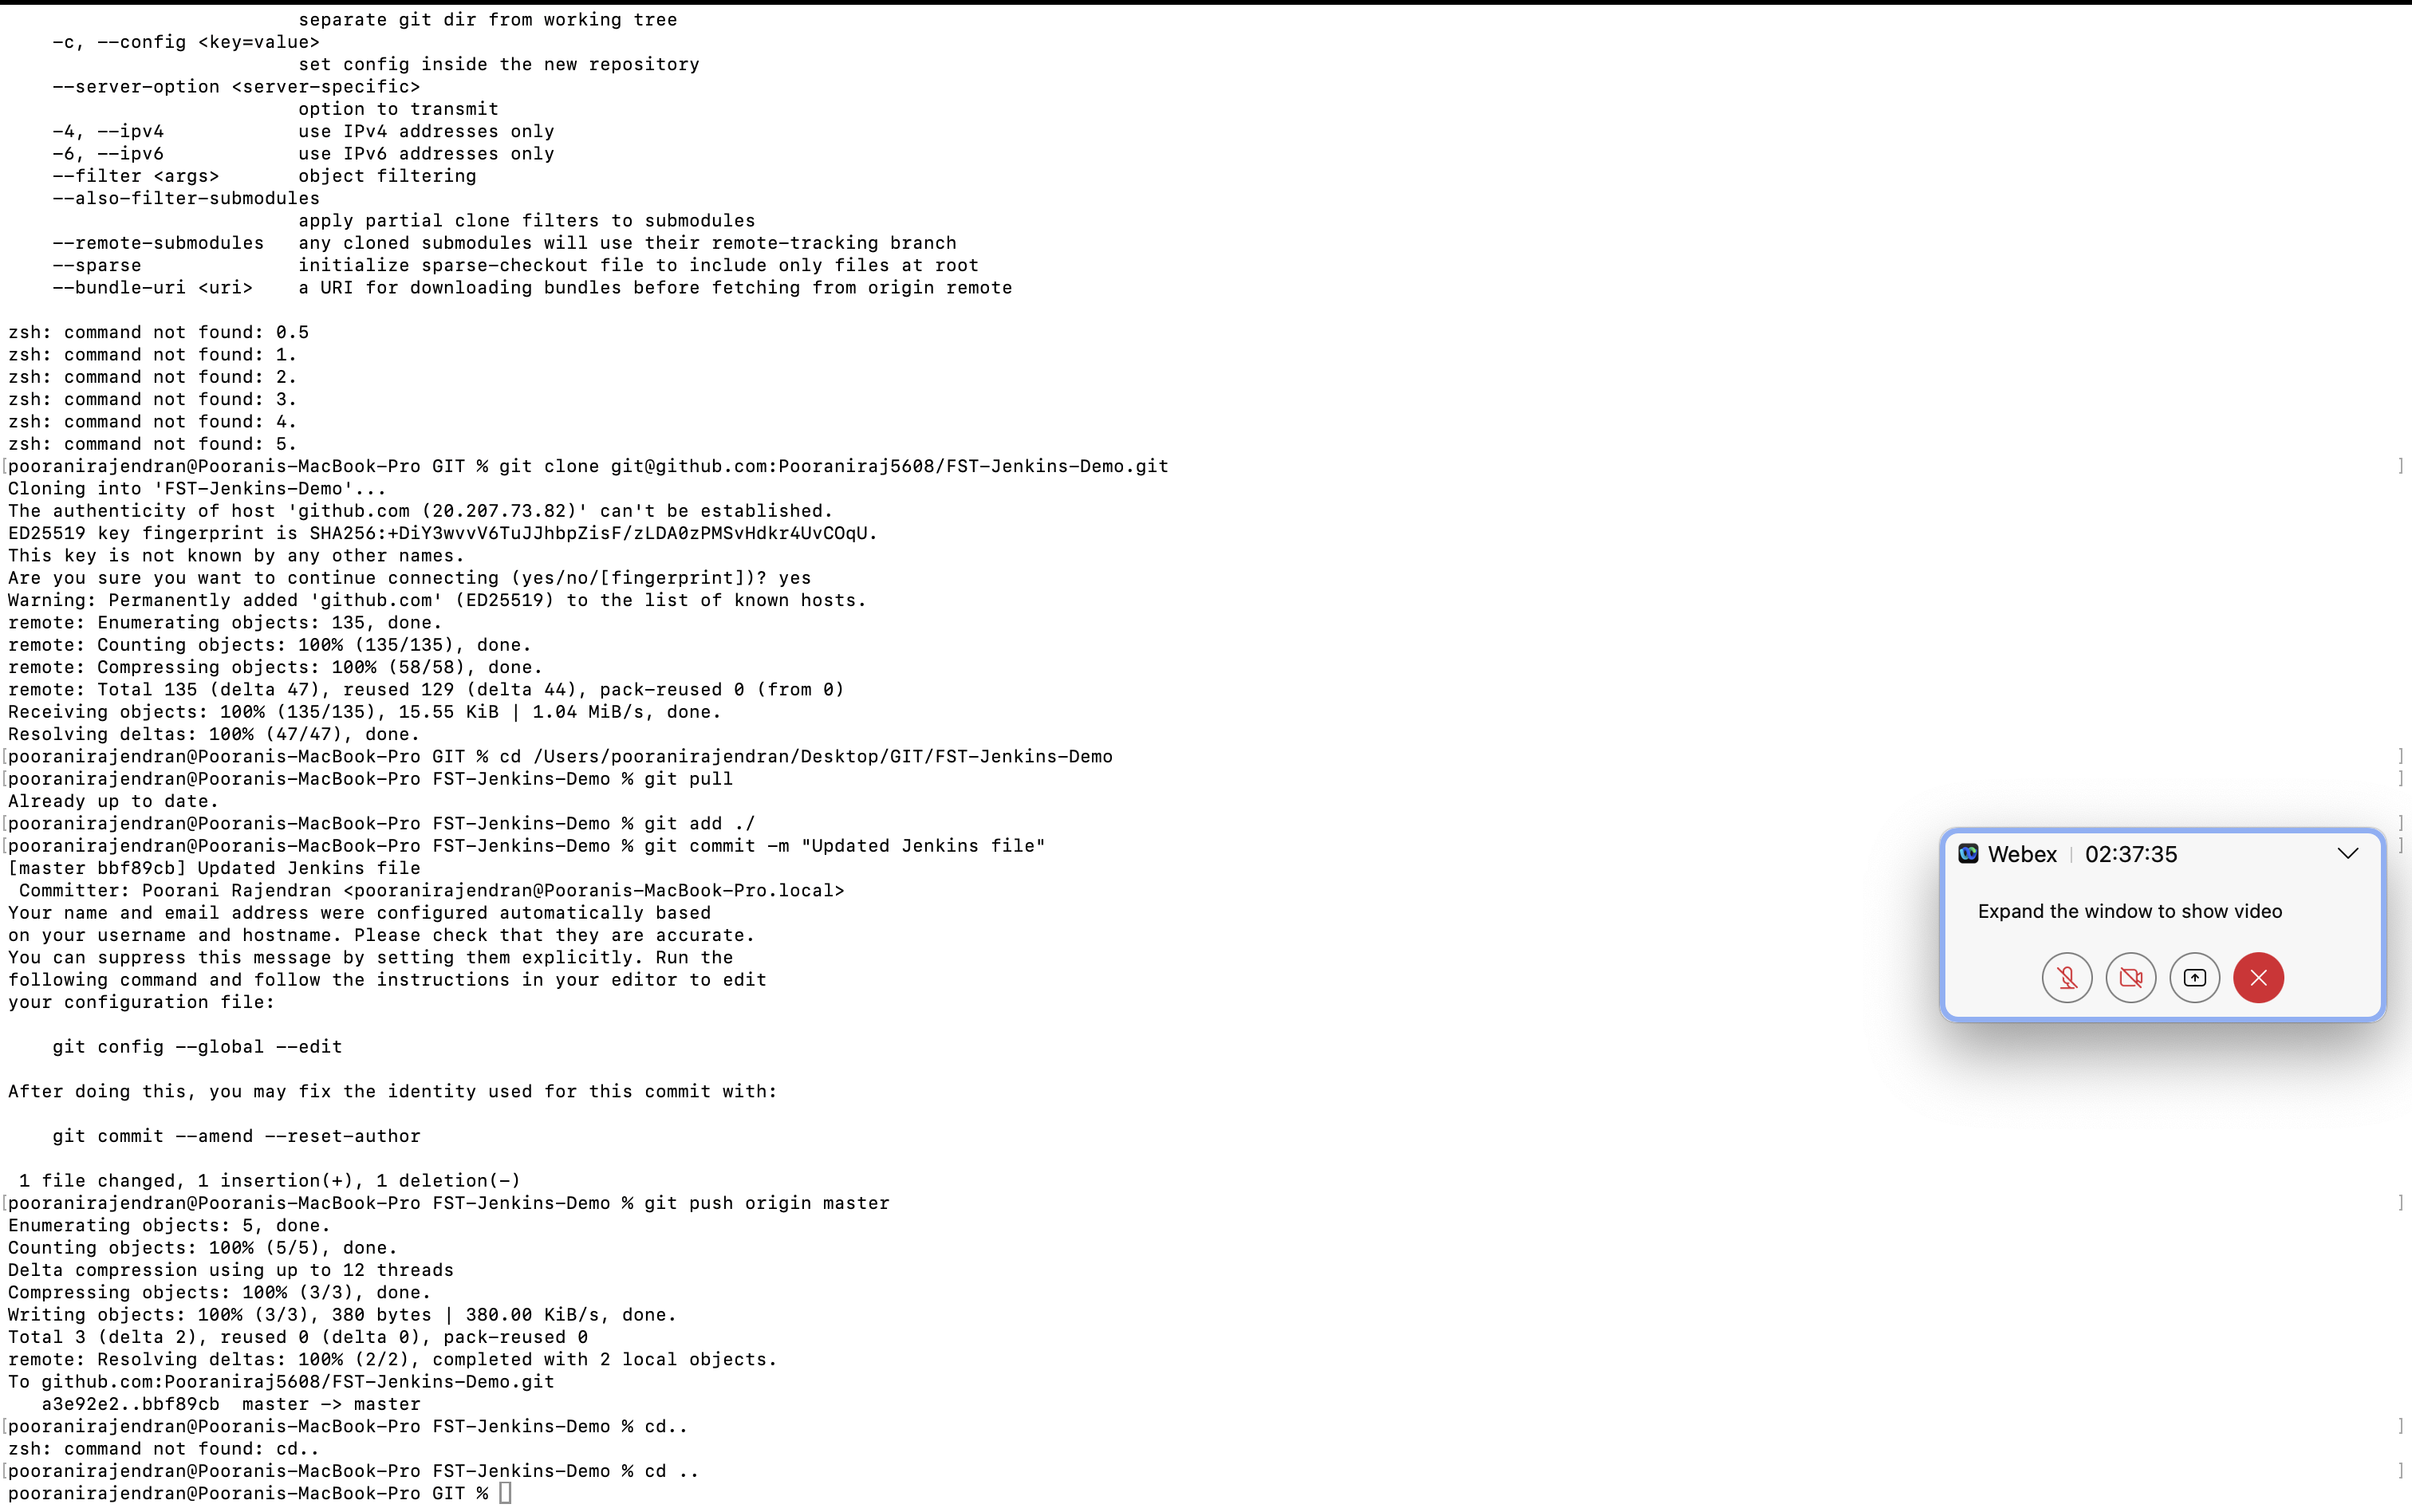 separate git dir from working tree
-c, --config <key=value>
set config inside the new repository
--server-option <server-specific>
option to transmit
-4, --ipv4 use IPv4 addresses only
-6, --ipv6 use IPv6 addresses only
--filter <args> object filtering
--also-filter-submodules
apply partial clone filters to submodules
--remote-submodules any cloned submodules will use their remote-tracking branch
--sparse initialize sparse-checkout file to include only files at root
--bundle-uri <uri> a URI for downloading bundles before fetching from origin remote
zsh: command not found: 0.5
zsh: command not found: 1.
zsh: command not found: 2.
zsh: command not found: 3.
zsh: command not found: 4.
zsh: command not found: 5.
[pooranirajendran@Pooranis-MacBook-Pro GIT % git clone git@github.com:Pooraniraj5608/FST-Jenkins-Demo.git ]
Cloning into 'FST-Jenkins-Demo'...
The authenticity of host 'github.com (20.207.73.82)' can't be established.
ED25519 key fingerprint is SHA256:+DiY3wvvV6TuJJhbpZisF/zLDA0zPMSvHdkr4UvCOqU.
This key is not known by any other names.
Are you sure you want to continue connecting (yes/no/[fingerprint])? yes
Warning: Permanently added 'github.com' (ED25519) to the list of known hosts.
remote: Enumerating objects: 135, done.
remote: Counting objects: 100% (135/135), done.
remote: Compressing objects: 100% (58/58), done.
remote: Total 135 (delta 47), reused 129 (delta 44), pack-reused 0 (from 0)
Receiving objects: 100% (135/135), 15.55 KiB | 1.04 MiB/s, done.
Resolving deltas: 100% (47/47), done.
[pooranirajendran@Pooranis-MacBook-Pro GIT % cd /Users/pooranirajendran/Desktop/GIT/FST-Jenkins-Demo ]
[pooranirajendran@Pooranis-MacBook-Pro FST-Jenkins-Demo % git pull ]
Already up to date.
[pooranirajendran@Pooranis-MacBook-Pro FST-Jenkins-Demo % git add ./ ]
[pooranirajendran@Pooranis-MacBook-Pro FST-Jenkins-Demo % git commit -m "Updated Jenkins file" ]
[master bbf89cb] Updated Jenkins file
Committer: Poorani Rajendran <pooranirajendran@Pooranis-MacBook-Pro.local>
Your name and email address were configured automatically based
on your username and hostname. Please check that they are accurate.
You can suppress this message by setting them explicitly. Run the
following command and follow the instructions in your editor to edit
your configuration file:
git config --global --edit
After doing this, you may fix the identity used for this commit with:
git commit --amend --reset-author
1 file changed, 1 insertion(+), 1 deletion(-)
[pooranirajendran@Pooranis-MacBook-Pro FST-Jenkins-Demo % git push origin master ]
Enumerating objects: 5, done.
Counting objects: 100% (5/5), done.
Delta compression using up to 12 threads
Compressing objects: 100% (3/3), done.
Writing objects: 100% (3/3), 380 bytes | 380.00 KiB/s, done.
Total 3 (delta 2), reused 0 (delta 0), pack-reused 0
remote: Resolving deltas: 100% (2/2), completed with 2 local objects.
To github.com:Pooraniraj5608/FST-Jenkins-Demo.git
a3e92e2..bbf89cb master -> master
[pooranirajendran@Pooranis-MacBook-Pro FST-Jenkins-Demo % cd.. ]
zsh: command not found: cd..
[pooranirajendran@Pooranis-MacBook-Pro FST-Jenkins-Demo % cd .. ]
pooranirajendran@Pooranis-MacBook-Pro GIT %
Webex | 02:37:35
Expand the window to show video